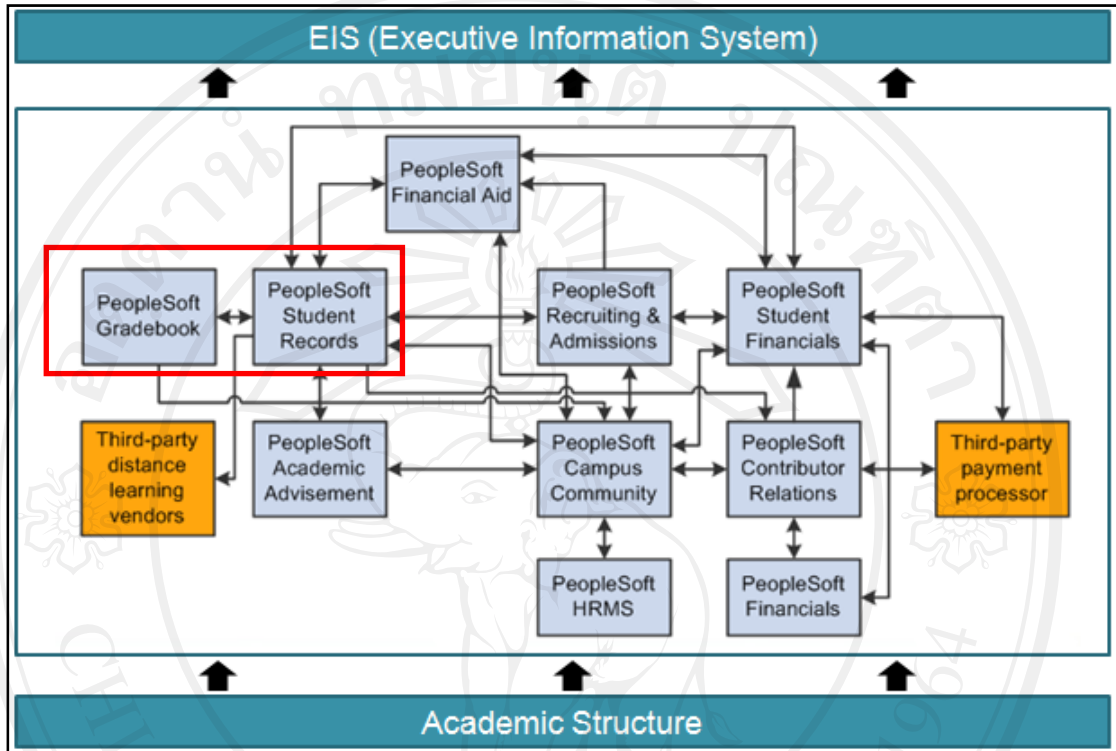 EIS (Executive Information System)
PeopleSoft
Financial Aid
PeopleSoft
Gradebook
PeopleSoft
Student
Records
PeopleSoft
Recruiting &
Admissions
PeopleSoft
Student
Financials
Third-party
distance
learning
vendors
PeopleSoft
Academic
Advisement
PeopleSoft
Campus
Community
PeopleSoft
Contributor
Relations
Third-party
payment
processor
PeopleSoft
HRMS
PeopleSoft
Financials
Academic Structure